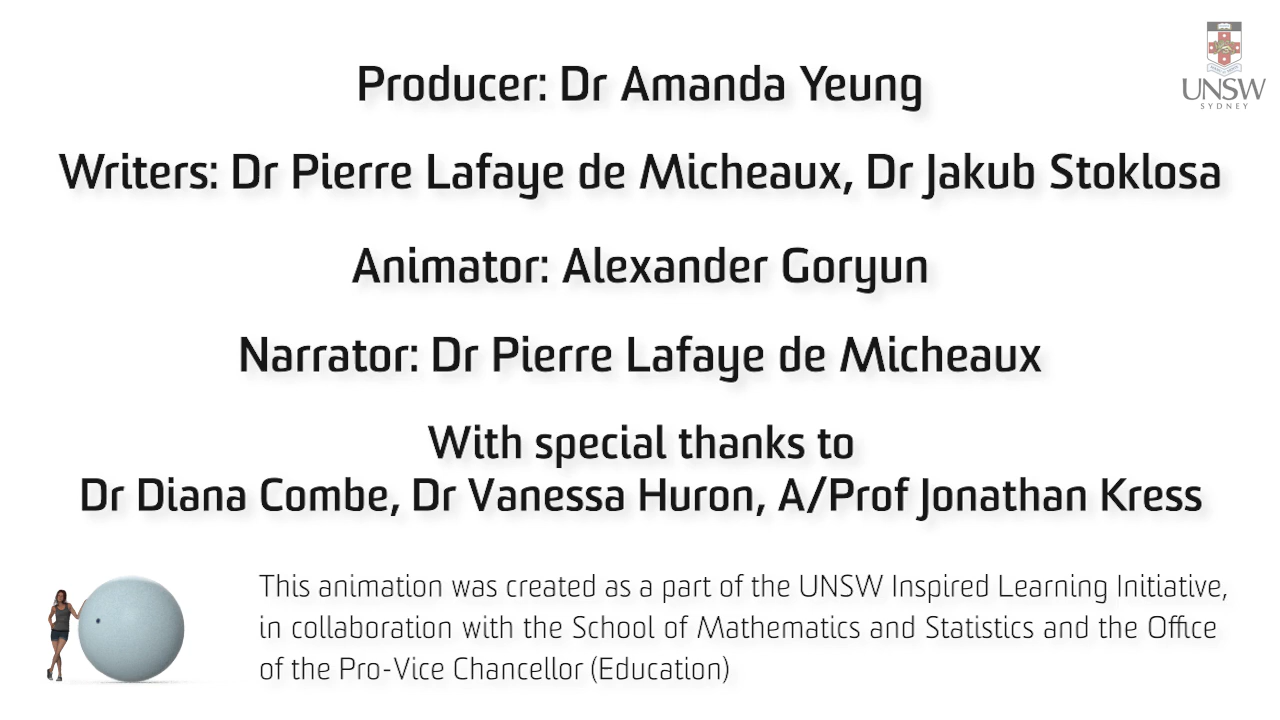 UNSW
SYDNEY
Producer: Dr Amanda Yeung
Writers: Dr Pierre Lafaye de Micheaux, Dr Jakub Stoklosa
Animator: Alexander Goryun
Narrator: Dr Pierre Lafaye de Micheaux
With special thanks to
Dr Diana Combe, Dr Vanessa Huron, A/Prof Jonathan Kress
This animation was created as a part of the UNSW Inspired Learning Initiative,
in collaboration with the School of Mathematics and Statistics and the Office
of the Pro-Vice Chancellor (Education)